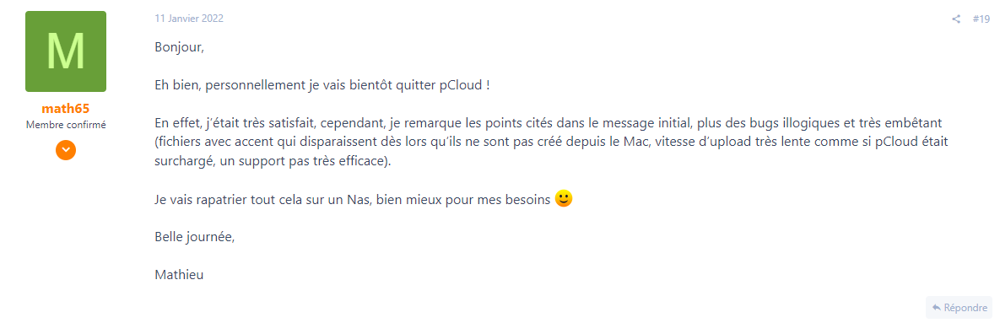 11 Janvier 2022
#19
M
math65
Membre confirmé
Bonjour,
Eh bien, personnellement je vais bientôt quitter pCloud !
En effet, j’était très satisfait, cependant, je remarque les points cités dans le message initial, plus des bugs illogiques et très embêtant
(fichiers avec accent qui disparaissent dès lors qu’ils ne sont pas créé depuis le Mac, vitesse d’upload très lente comme si pCloud était
surchargé, un support pas très efficace).
Je vais rapatrier tout cela sur un Nas, bien mieux pour mes besoins 🙂
Belle journée,
Mathieu
Répondre